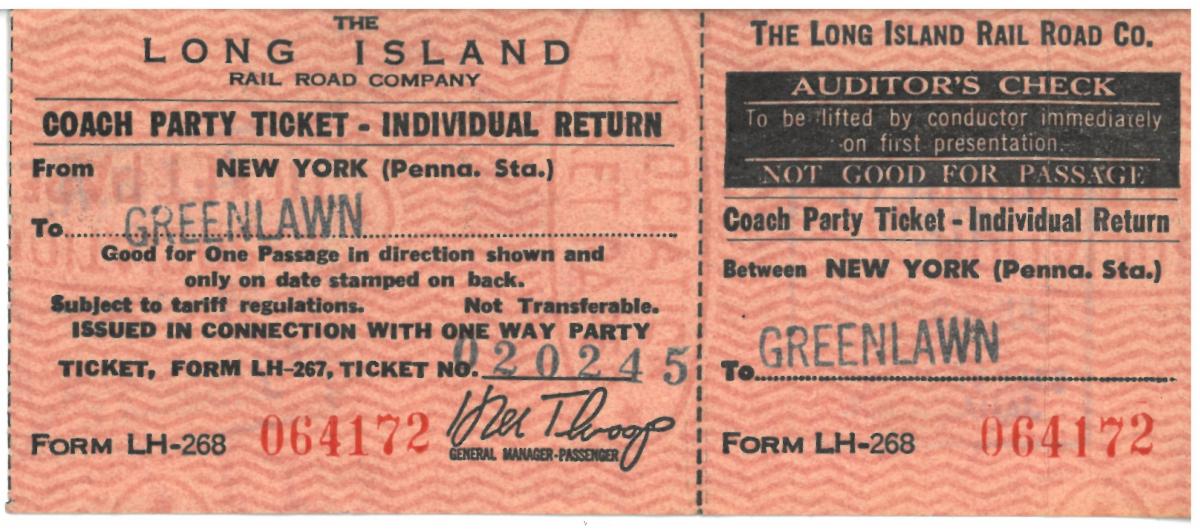 THE
LONG ISLAND
RAIL ROAD COMPANY
COACH PARTY TICKET - INDIVIDUAL RETURN
From NEW YORK (Penna. Sta.)
To GREENLAWN
Good for One Passage in direction shown and
only on date stamped on back.
Subject to tariff regulations. Not Transferable.
ISSUED IN CONNECTION WITH ONE WAY PARTY
TICKET, FORM LH-267, TICKET NO. 020245
FORM LH-268 064172
GENERAL MANAGER-PASSENGER
THE LONG ISLAND RAIL ROAD CO.
AUDITOR'S CHECK
To be lifted by conductor immediately
on first presentation.
NOT GOOD FOR PASSAGE
Coach Party Ticket - Individual Return
Between NEW YORK (Penna. Sta.)
To GREENLAWN
FORM LH-268 064172